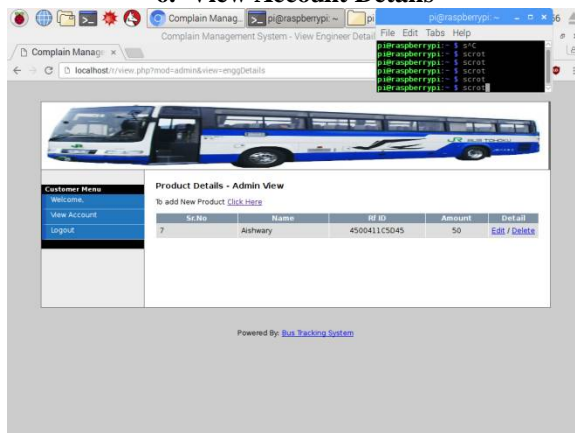 6. View Account Details
Complain Manag...
pi@raspberrypi: ~
pi
pi@raspberrypi: ~
Complain Management System - View Engineer Detail
File Edit Tabs Help
pi@raspberrypi:~ $ s^C
pi@raspberrypi:~ $ scrot
pi@raspberrypi:~ $ scrot
pi@raspberrypi:~ $ scrot
pi@raspberrypi:~ $ scrot
Complain Manage
localhost/r/view.php?mod=admin&view=enggDetails
JR BUS TOHOKU
Customer Menu
Welcome,
View Account
Logout
Product Details - Admin View
To add New Product Click Here
Sr.No Name Rf ID Amount Detail
7 Aishwary 4500411C5D45 50 Edit / Delete
Powered By: Bus Tracking System